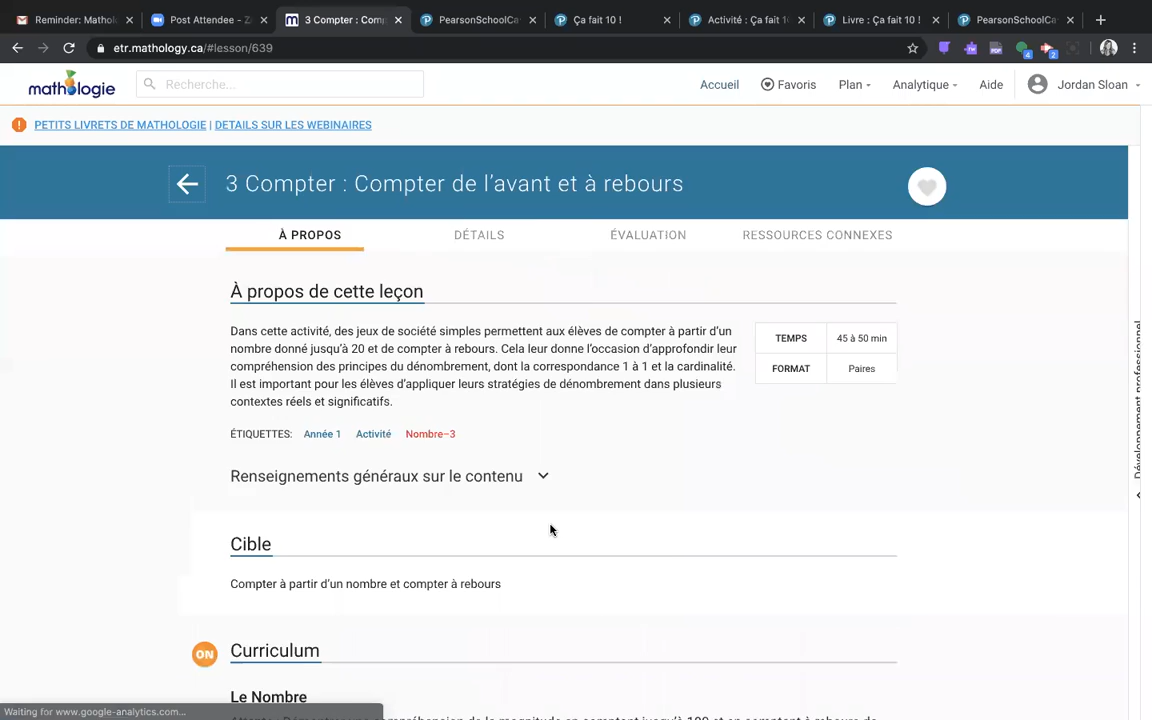 Reminder: Mathol
Post Attendee - Z
3 Compter : Comp
PearsonSchoolCa
Ça fait 10 !
Activité : Ça fait 1
Livre : Ça fait 10 !
PearsonSchoolCa
etr.mathology.ca/#lesson/639
4
2
mathologie
Recherche...
Accueil
Favoris
Plan
Analytique
Aide
Jordan Sloan
PETITS LIVRETS DE MATHOLOGIE | DETAILS SUR LES WEBINAIRES
3 Compter : Compter de l’avant et à rebours
À PROPOS
DÉTAILS
ÉVALUATION
RESSOURCES CONNEXES
À propos de cette leçon
Dans cette activité, des jeux de société simples permettent aux élèves de compter à partir d’un
nombre donné jusqu’à 20 et de compter à rebours. Cela leur donne l’occasion d’approfondir leur
compréhension des principes du dénombrement, dont la correspondance 1 à 1 et la cardinalité.
Il est important pour les élèves d’appliquer leurs stratégies de dénombrement dans plusieurs
contextes réels et significatifs.
TEMPS 45 à 50 min
FORMAT Paires
ÉTIQUETTES: Année 1 Activité Nombre–3
Renseignements généraux sur le contenu
Cible
Compter à partir d’un nombre et compter à rebours
ON
Curriculum
Le Nombre
Développement professionnel
Waiting for www.google-analytics.com...